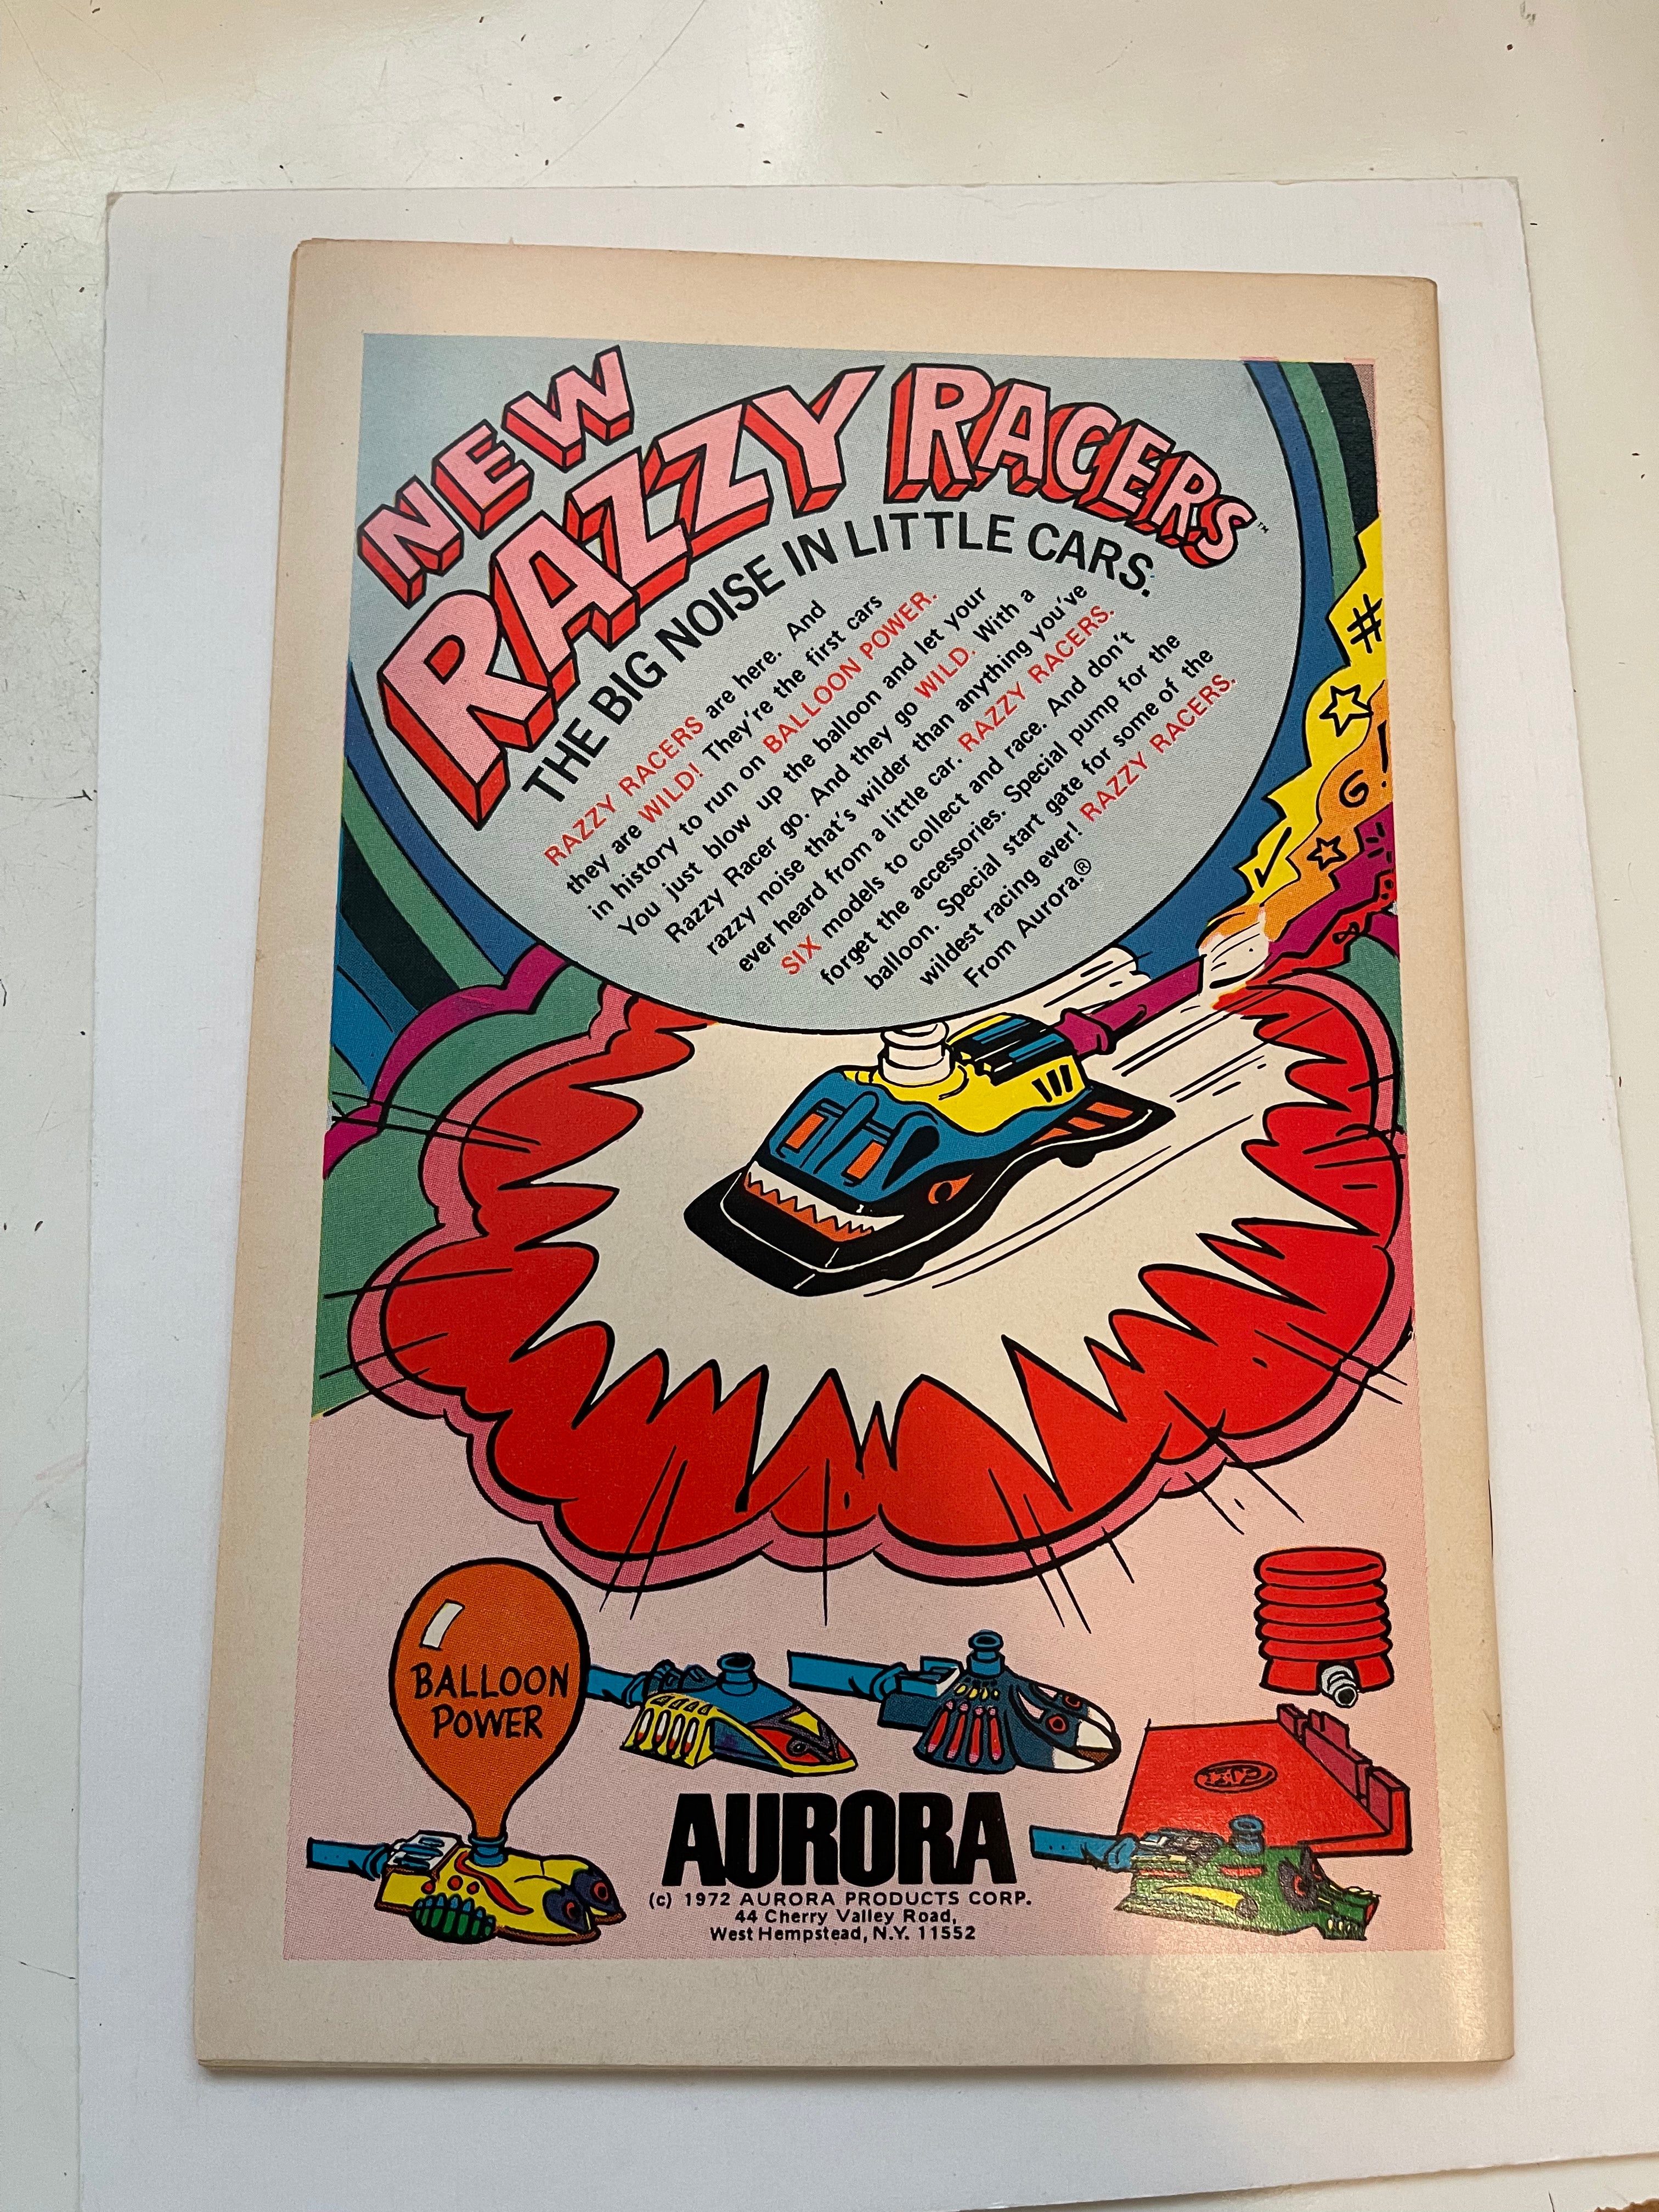 NEW
RAZZY RACERS™
THE BIG NOISE IN LITTLE CARS.
RAZZY RACERS are here. And
they are WILD! They're the first cars
in history to run on BALLOON POWER.
You just blow up the balloon and let your
Razzy Racer go. And they go WILD. With a
razzy noise that's wilder than anything you've
ever heard from a little car. RAZZY RACERS.
SIX models to collect and race. And don't
forget the accessories. Special pump for the
balloon. Special start gate for some of the
wildest racing ever! RAZZY RACERS.
From Aurora.®
#
G!
BALLOON
POWER
AURORA
(c) 1972 AURORA PRODUCTS CORP.
44 Cherry Valley Road,
West Hempstead, N.Y. 11552